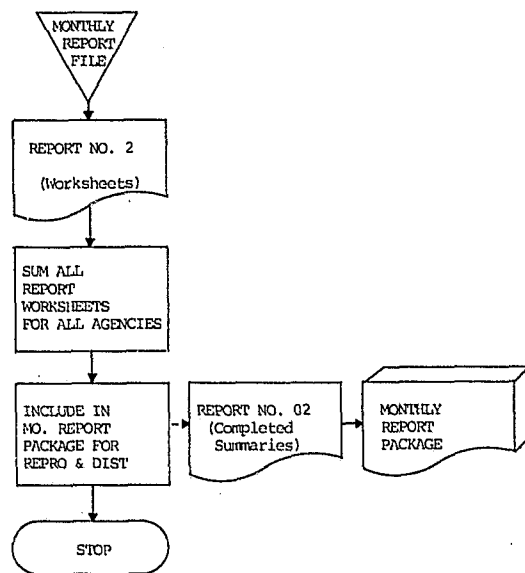 MONTHLY
REPORT
FILE
REPORT NO. 2
(Worksheets)
SUM ALL
REPORT
WORKSHEETS
FOR ALL AGENCIES
INCLUDE IN
MO. REPORT
PACKAGE FOR
REPRO & DIST
REPORT NO. 02
(Completed
Summaries)
MONTHLY
REPORT
PACKAGE
STOP